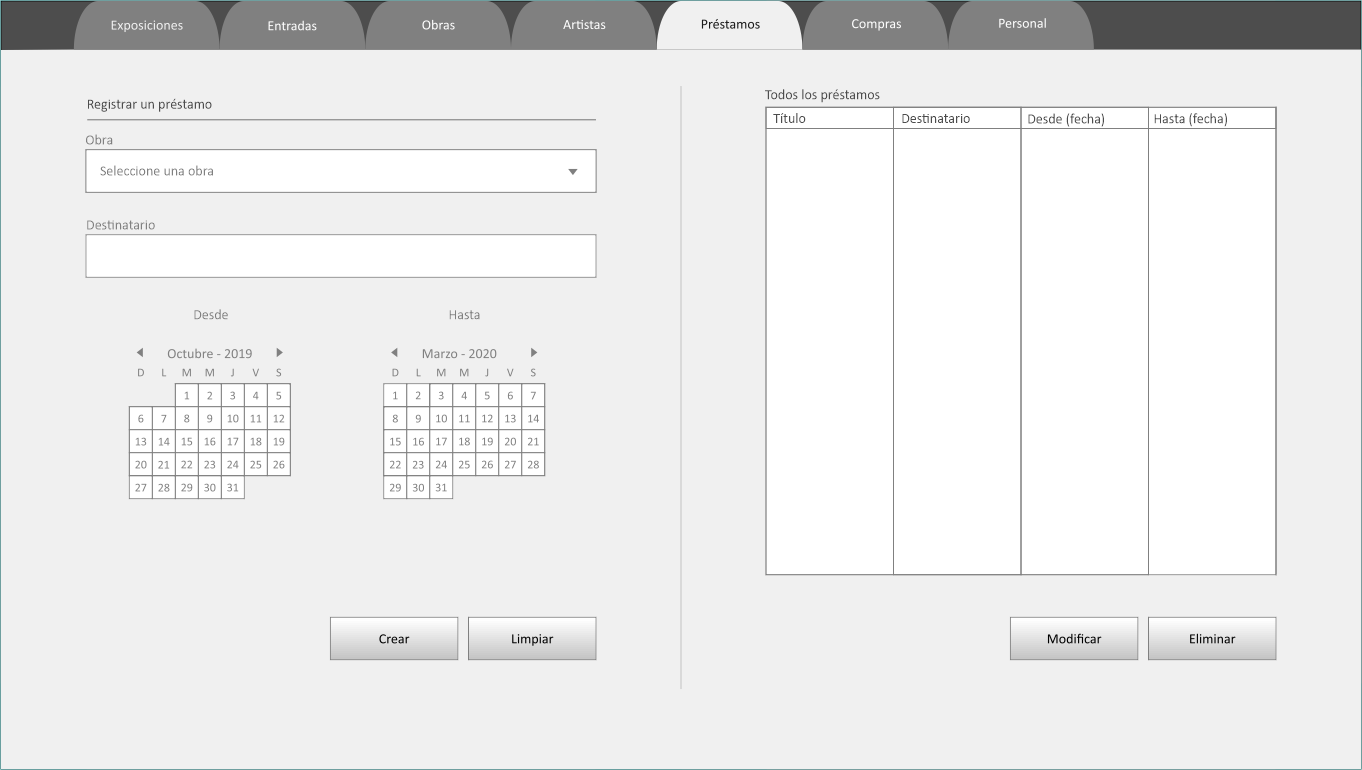 Exposiciones Entradas Obras Artistas Préstamos Compras Personal
Registrar un préstamo
Obra
Seleccione una obra
Destinatario
Desde
Octubre - 2019
D L M M J V S
1 2 3 4 5
6 7 8 9 10 11 12
13 14 15 16 17 18 19
20 21 22 23 24 25 26
27 28 29 30 31
Hasta
Marzo - 2020
D L M M J V S
1 2 3 4 5 6 7
8 9 10 11 12 13 14
15 16 17 18 19 20 21
22 23 24 25 26 27 28
29 30 31
Crear Limpiar
Todos los préstamos
Título Destinatario Desde (fecha) Hasta (fecha)
Modificar Eliminar